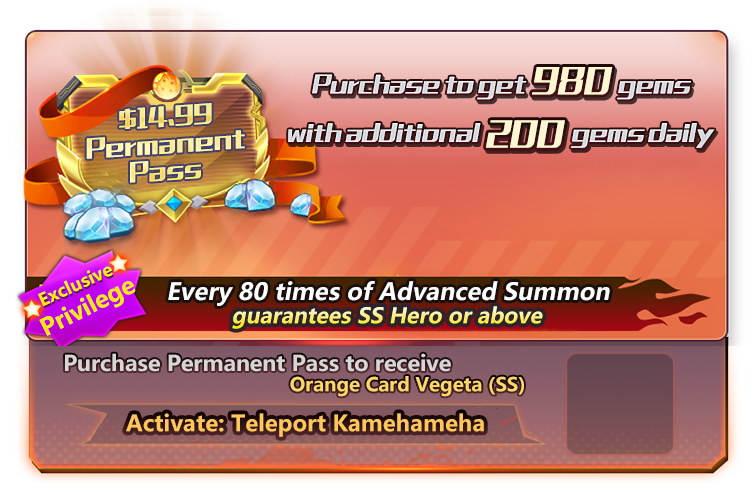 $14.99
Permanent
Pass
Purchase to get 980 gems
with additional 200 gems daily
Exclusive
Privilege
Every 80 times of Advanced Summon
guarantees SS Hero or above
Purchase Permanent Pass to receive
Orange Card Vegeta (SS)
Activate: Teleport Kamehameha